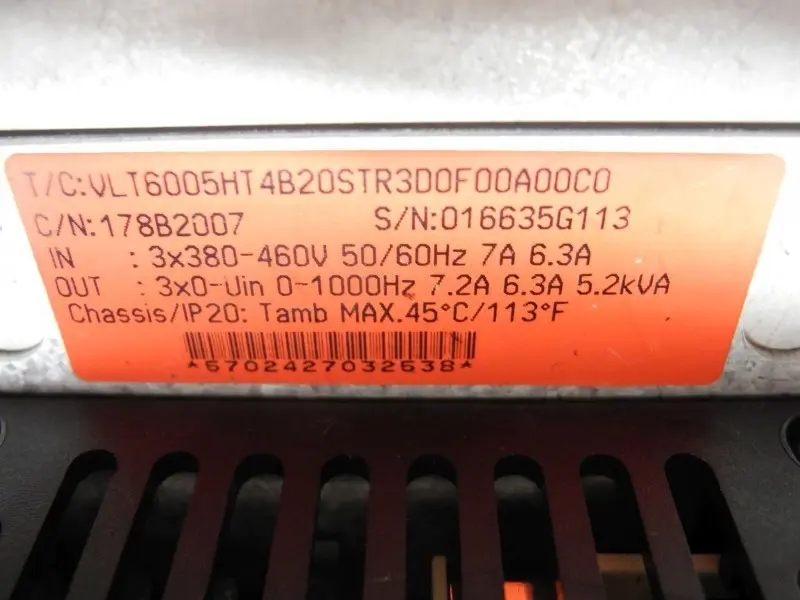 T/C:VLT6005HT4B20STR3D0F00A00C0
C/N:178B2007 S/N:016635G113
IN : 3x380-460V 50/60Hz 7A 6.3A
OUT : 3x0-Uin 0-1000Hz 7.2A 6.3A 5.2kVA
Chassis/IP20: Tamb MAX.45°C/113°F
*5702427032638*